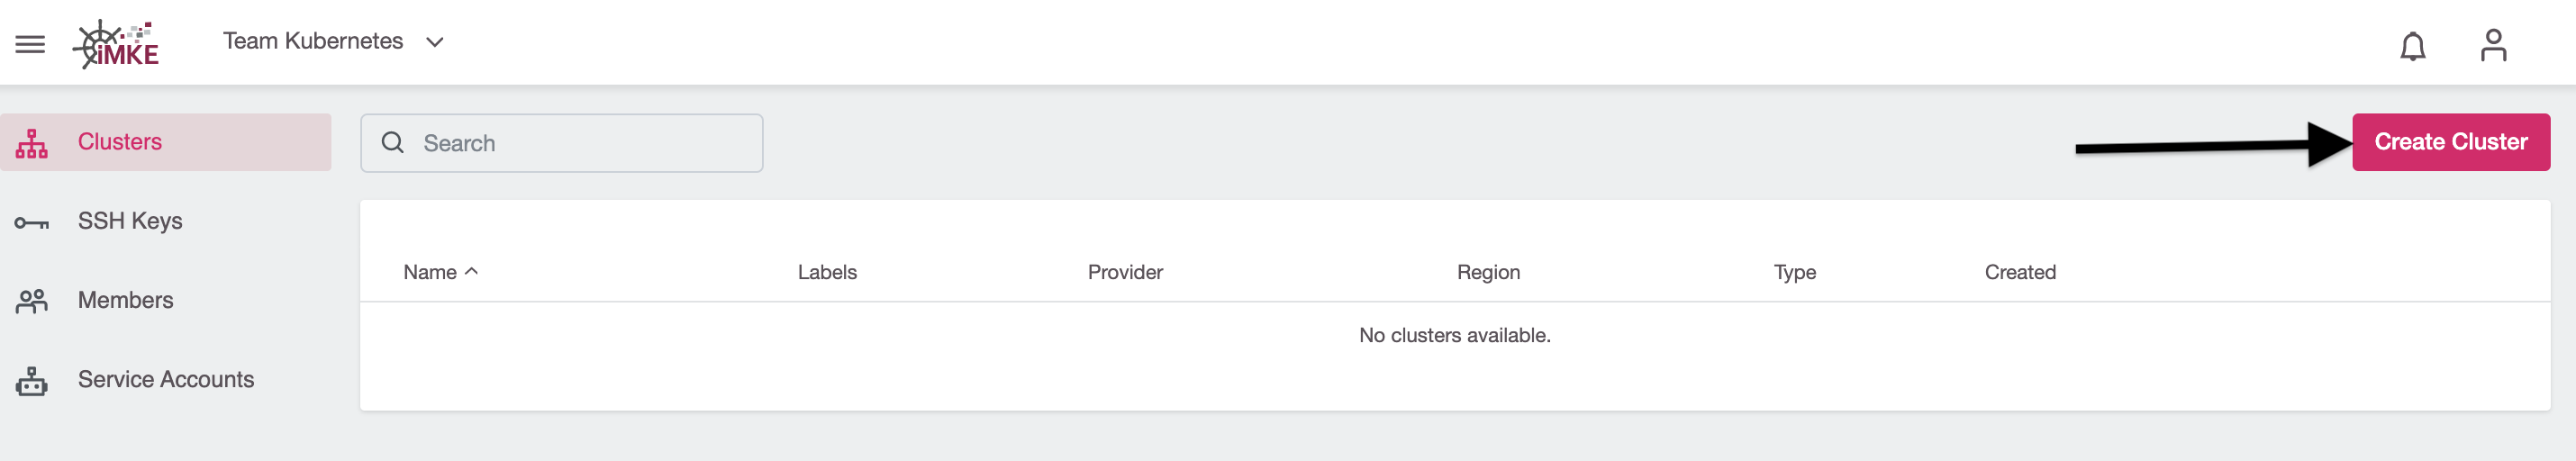 iMKE
Team Kubernetes
Clusters
Search
Create Cluster
SSH Keys
Members
Service Accounts
Name
Labels
Provider
Region
Type
Created
No clusters available.